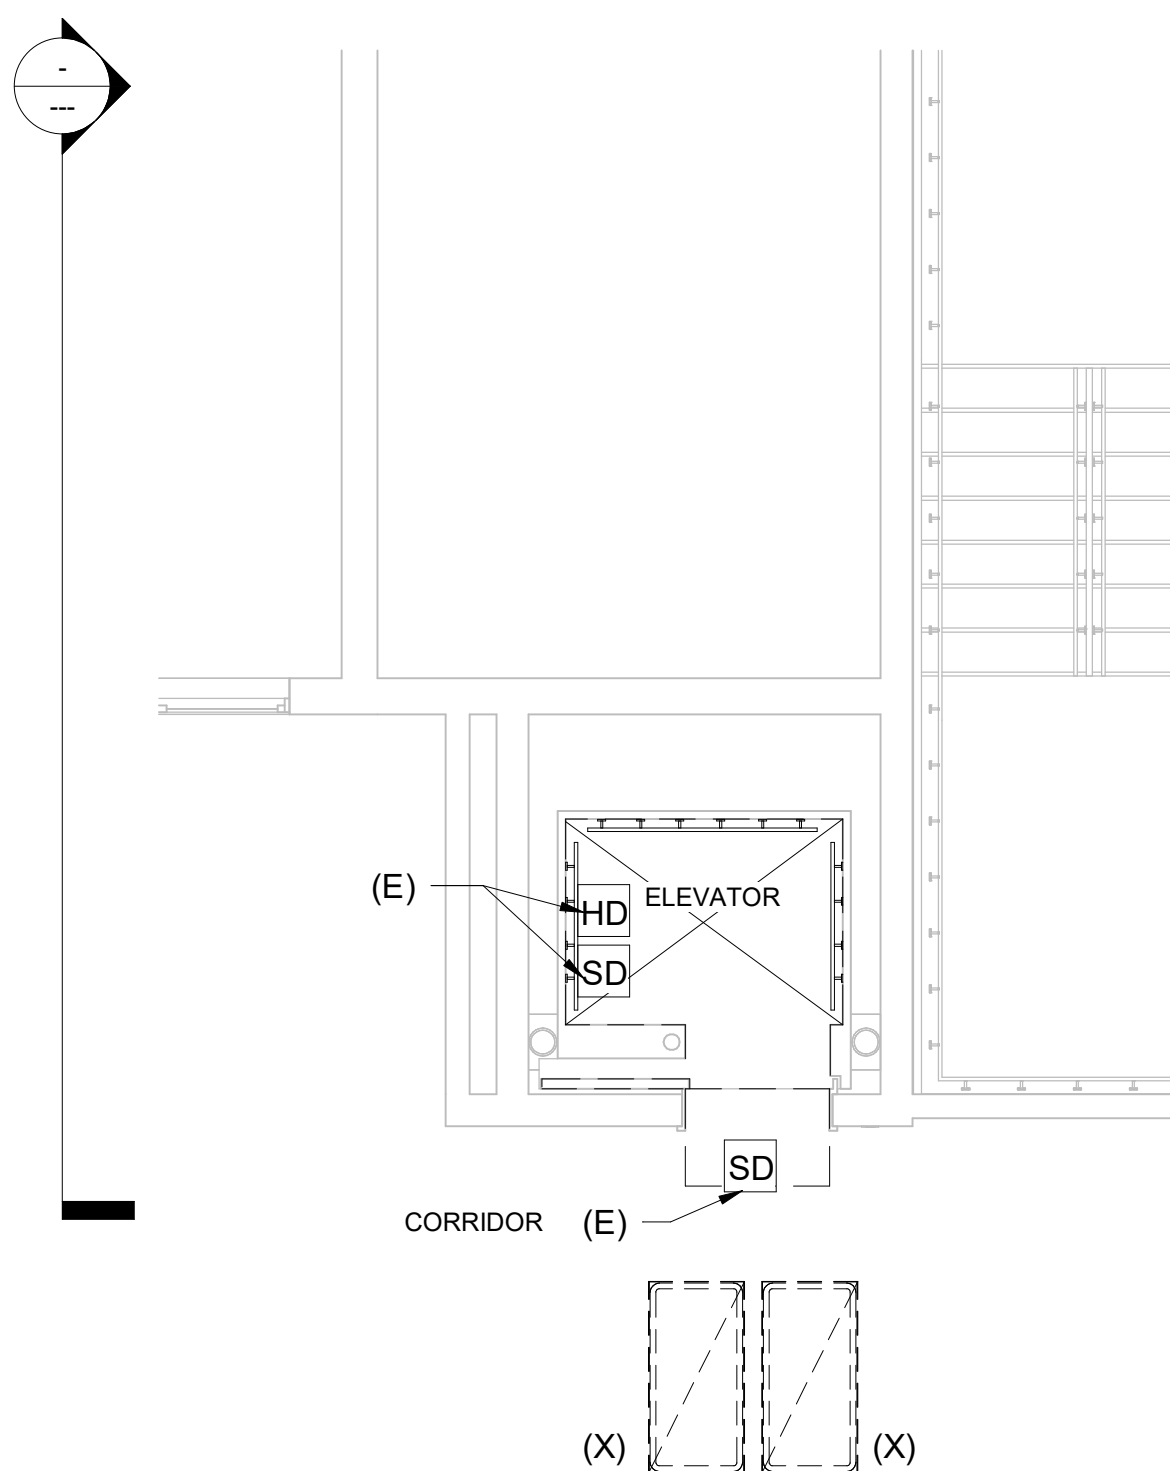 -
---
(E)
HD
ELEVATOR
SD
SD
CORRIDOR (E)
(X) (X)